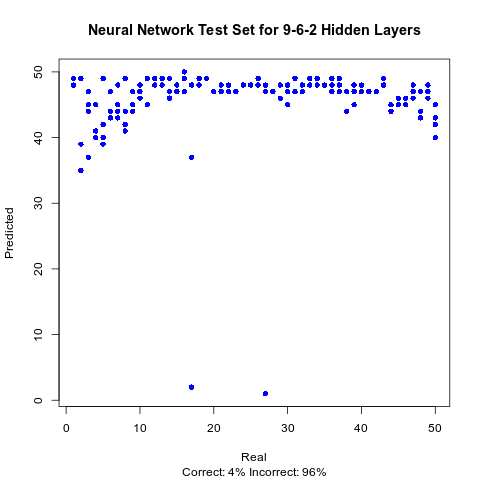 Neural Network Test Set for 9-6-2 Hidden Layers
Predicted
50
40
30
20
10
0
0 10 20 30 40 50
Real
Correct: 4% Incorrect: 96%